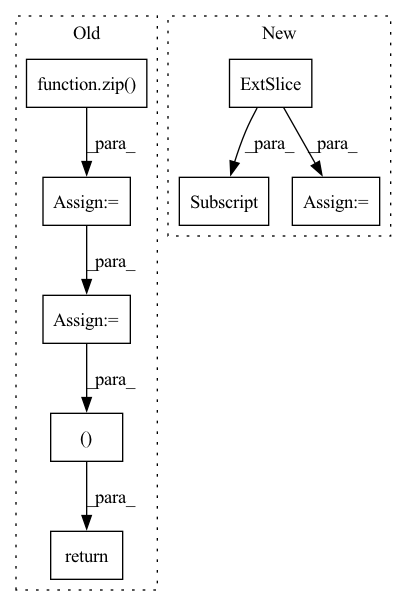 Old
New
function.zip()
ExtSlice
_para_
_para_
_para_
Assign:=
Subscript
Assign:=
_para_
Assign:=
_para_
()
_para_
return